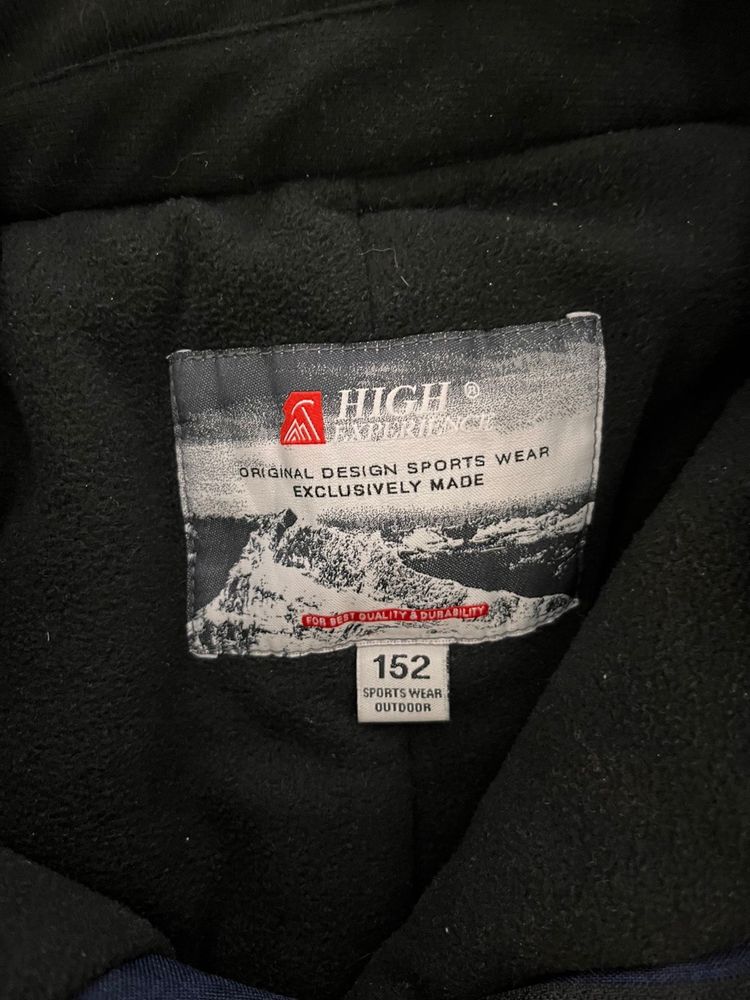 HIGH ®
EXPERIENCE
ORIGINAL DESIGN SPORTS WEAR
EXCLUSIVELY MADE
FOR BEST QUALITY & DURABILITY
152
SPORTS WEAR
OUTDOOR